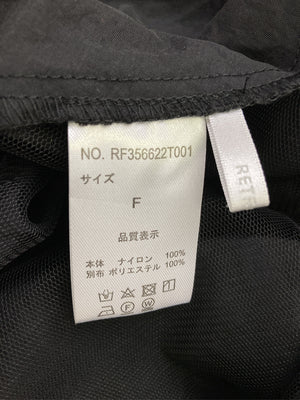 NO. RF356622T001
サイズ
F
品質表示
本体 ナイロン 100%
別布 ポリエステル 100%